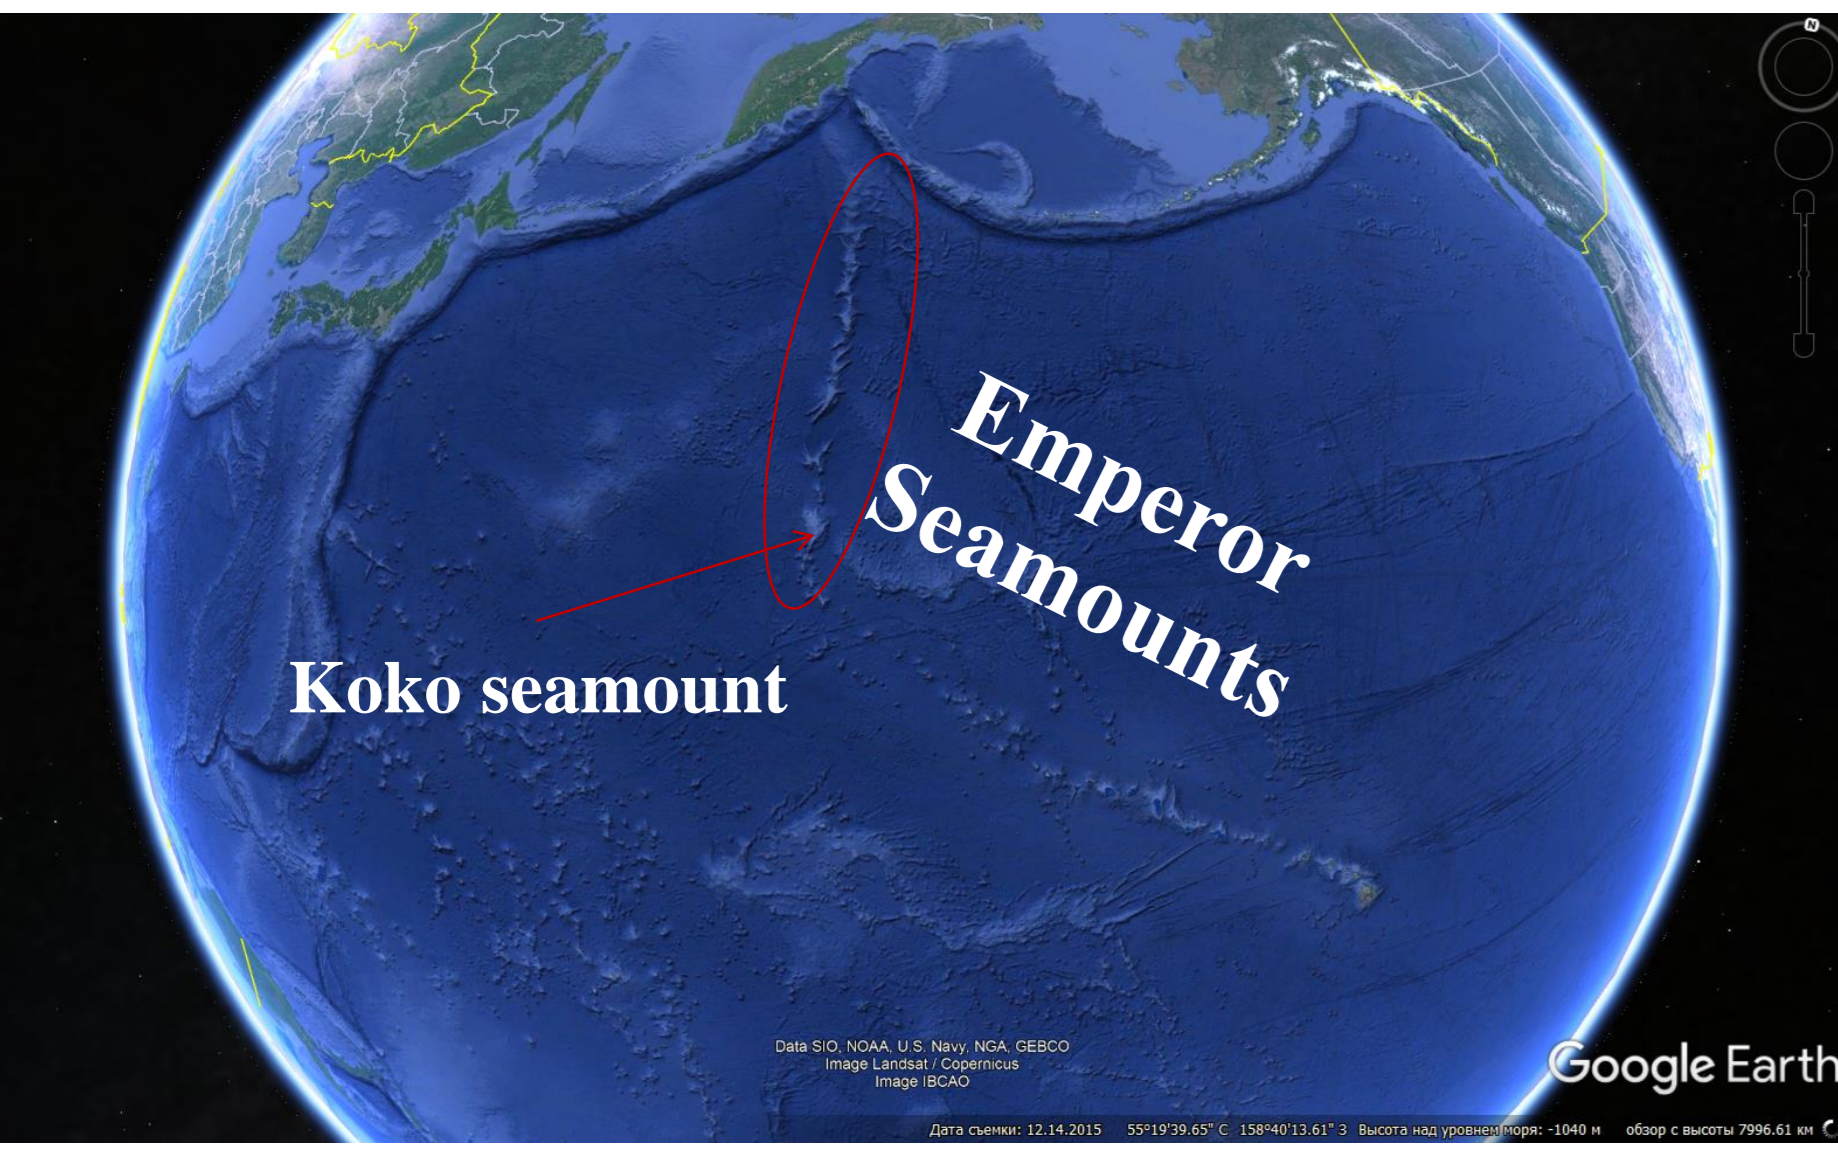 N
Emperor
Seamounts
Koko seamount
Data SIO, NOAA, U.S. Navy, NGA, GEBCO
Image Landsat / Copernicus
Image IBCAO
Google Earth
Дата съемки: 12.14.2015 55°19'39.65" С 158°40'13.61" З Высота над уровнем моря: -1040 м обзор с высоты 7996.61 км